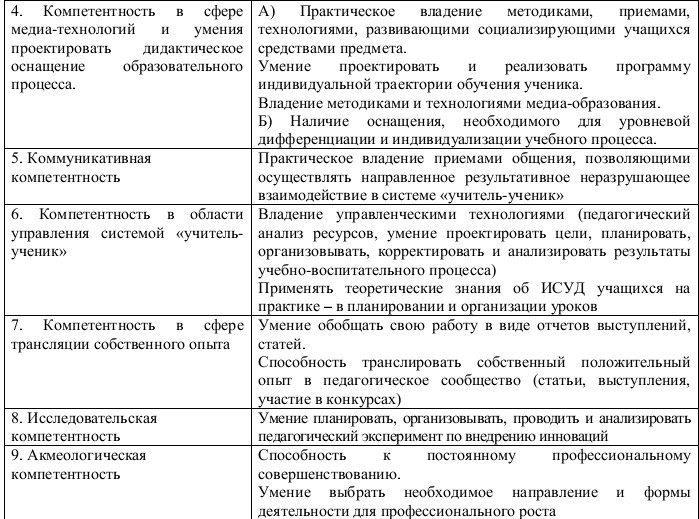 4. Компетентность в сфере
медиа-технологий и умения
проектировать дидактическое
оснащение образовательного
процесса.
А) Практическое владение методиками, приемами,
технологиями, развивающими социализирующими учащихся
средствами предмета.
Умение проектировать и реализовать программу
индивидуальной траектории обучения ученика.
Владение методиками и технологиями медиа-образования.
Б) Наличие оснащения, необходимого для уровневой
дифференциации и индивидуализации учебного процесса.
5. Коммуникативная
компетентность
Практическое владение приемами общения, позволяющими
осуществлять направленное результативное неразрушающее
взаимодействие в системе «учитель-ученик»
6. Компетентность в области
управления системой «учитель-
ученик»
Владение управленческими технологиями (педагогический
анализ ресурсов, умение проектировать цели, планировать,
организовывать, корректировать и анализировать результаты
учебно-воспитательного процесса)
Применять теоретические знания об ИСУД учащихся на
практике – в планировании и организации уроков
7. Компетентность в сфере
трансляции собственного опыта
Умение обобщать свою работу в виде отчетов выступлений,
статей.
Способность транслировать собственный положительный
опыт в педагогическое сообщество (статьи, выступления,
участие в конкурсах)
8. Исследовательская
компетентность
Умение планировать, организовывать, проводить и анализировать
педагогический эксперимент по внедрению инноваций
9. Акмеологическая
компетентность
Способность к постоянному профессиональному
совершенствованию.
Умение выбрать необходимое направление и формы
деятельности для профессионального роста